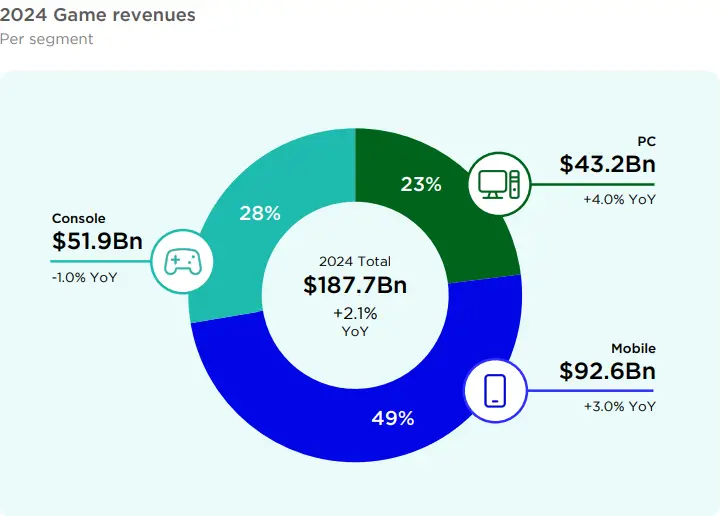 2024 Game revenues
Per segment
PC
$43.2Bn
+4.0% YoY
23%
28%
Console
$51.9Bn
-1.0% YoY
2024 Total
$187.7Bn
+2.1%
YoY
Mobile
$92.6Bn
+3.0% YoY
49%